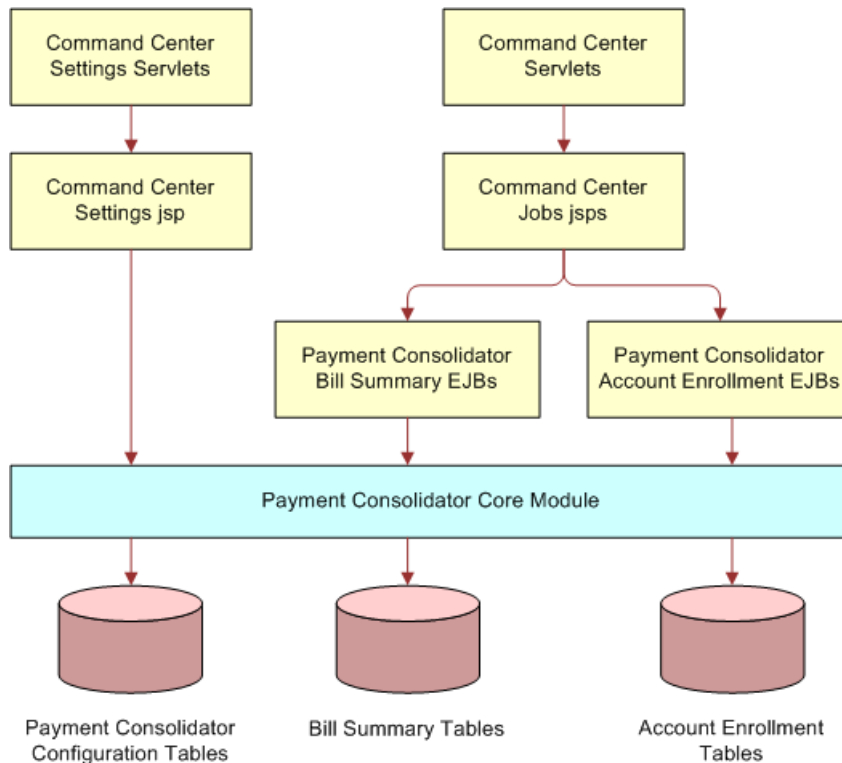 Command Center
Settings Servlets
Command Center
Servlets
Command Center
Settings jsp
Command Center
Jobs jsps
Payment Consolidator
Bill Summary EJBs
Payment Consolidator
Account Enrollment EJBs
Payment Consolidator Core Module
Payment Consolidator
Configuration Tables
Bill Summary Tables
Account Enrollment
Tables